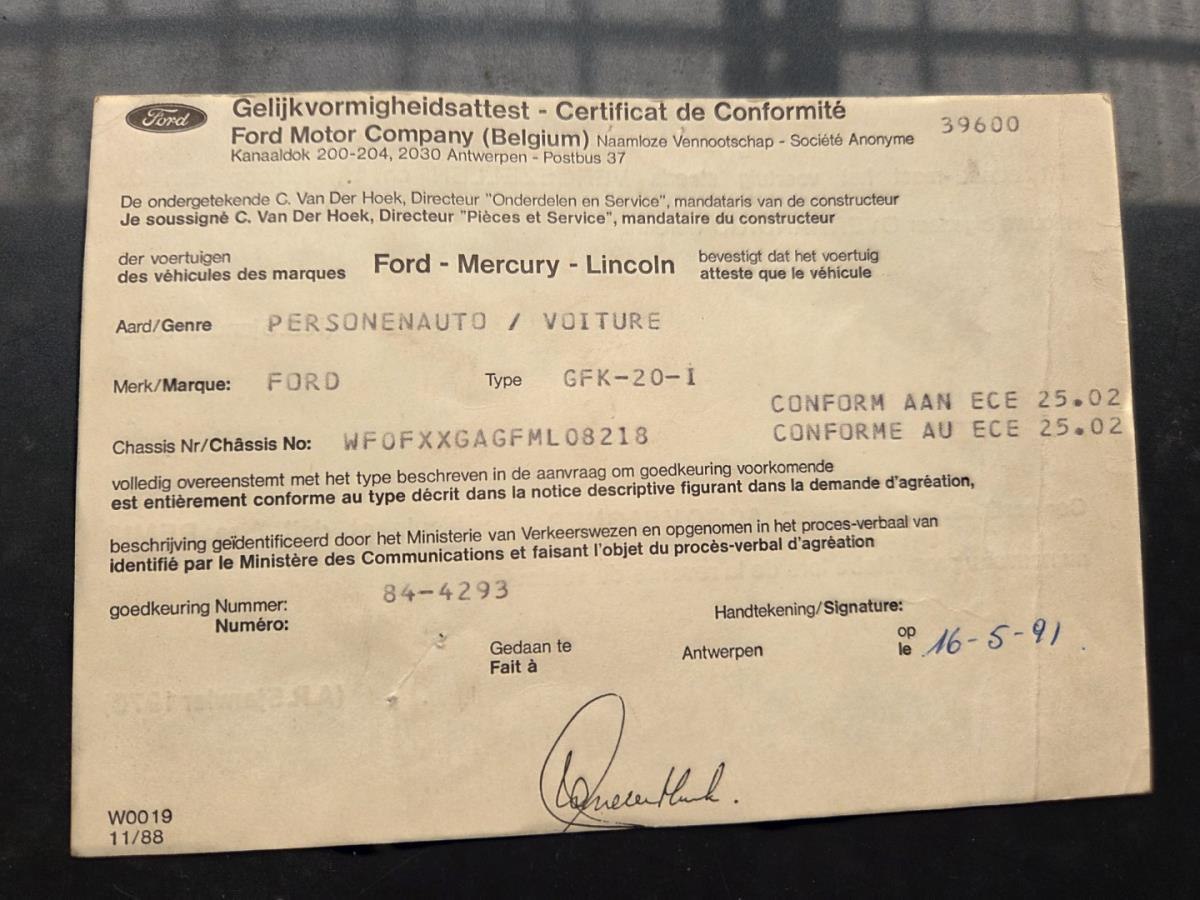 Ford
Gelijkvormigheidsattest - Certificat de Conformité
39600
Ford Motor Company (Belgium) Naamloze Vennootschap - Société Anonyme
Kanaaldok 200-204, 2030 Antwerpen - Postbus 37
De ondergetekende C. Van Der Hoek, Directeur "Onderdelen en Service", mandataris van de constructeur
Je soussigné C. Van Der Hoek, Directeur "Pièces et Service", mandataire du constructeur
der voertuigen
des véhicules des marques
Ford - Mercury - Lincoln
bevestigt dat het voertuig
atteste que le véhicule
Aard/Genre PERSONENAUTO / VOITURE
Merk/Marque: FORD Type GFK-20-I
CONFORM AAN ECE 25.02
CONFORME AU ECE 25.02
Chassis Nr/Châssis No: WF0FXXGAGFML08218
volledig overeenstemt met het type beschreven in de aanvraag om goedkeuring voorkomende
est entièrement conforme au type décrit dans la notice descriptive figurant dans la demande d'agréation,
beschrijving geïdentificeerd door het Ministerie van Verkeerswezen en opgenomen in het proces-verbaal van
identifié par le Ministère des Communications et faisant l'objet du procès-verbal d'agréation
goedkeuring Nummer: 84-4293
Numéro:
Handtekening/Signature:
Gedaan te
Fait à
Antwerpen
op
le
16-5-91
W0019
11/88